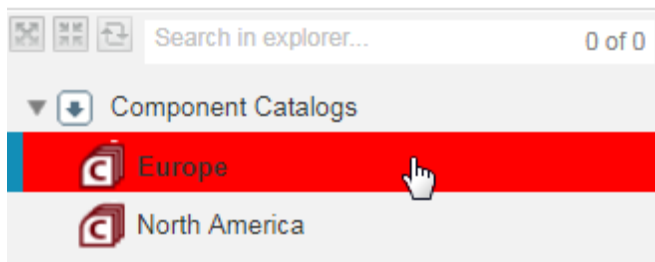 Search in explorer... 0 of 0
Component Catalogs
C Europe
C North America